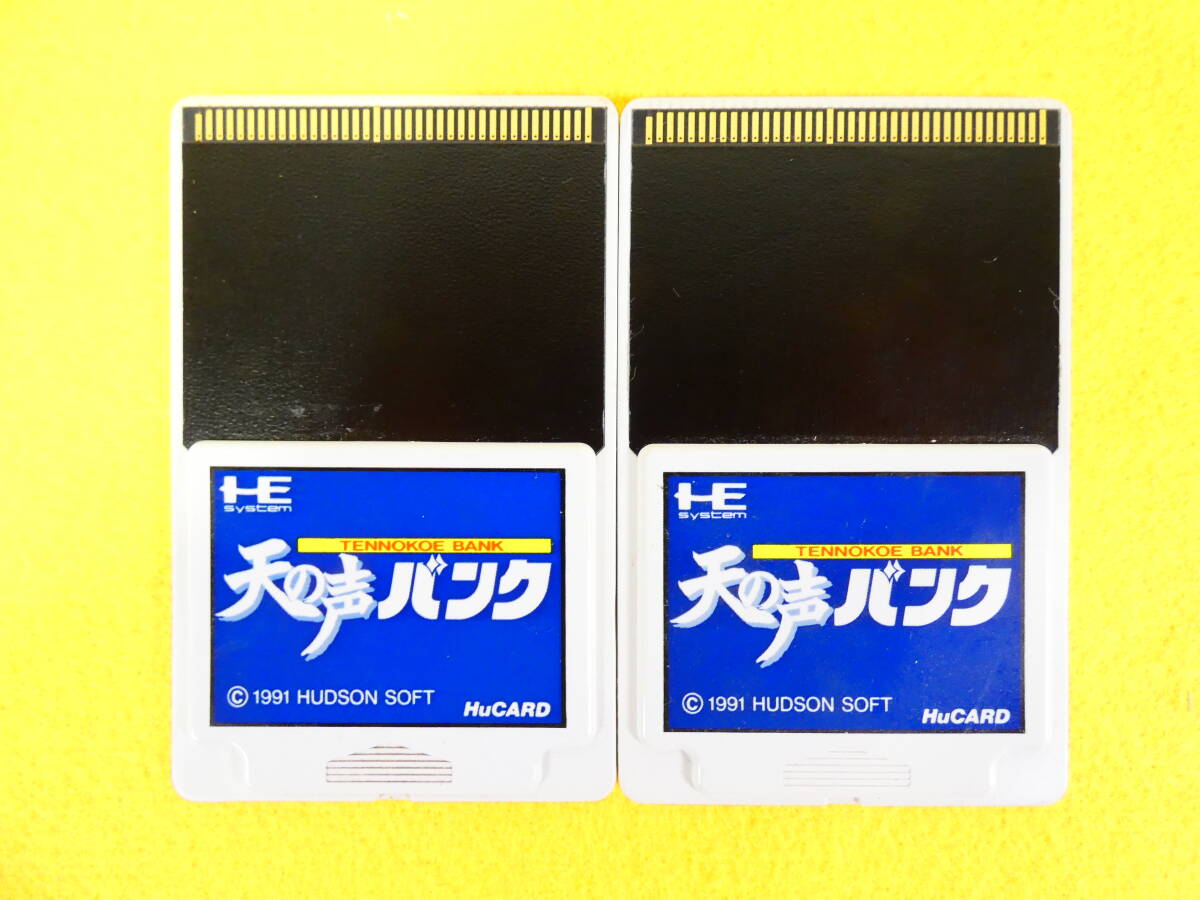 HE
system
TENNOKOE BANK
天の声バンク
© 1991 HUDSON SOFT
HuCARD
HE
system
TENNOKOE BANK
天の声バンク
© 1991 HUDSON SOFT
HuCARD